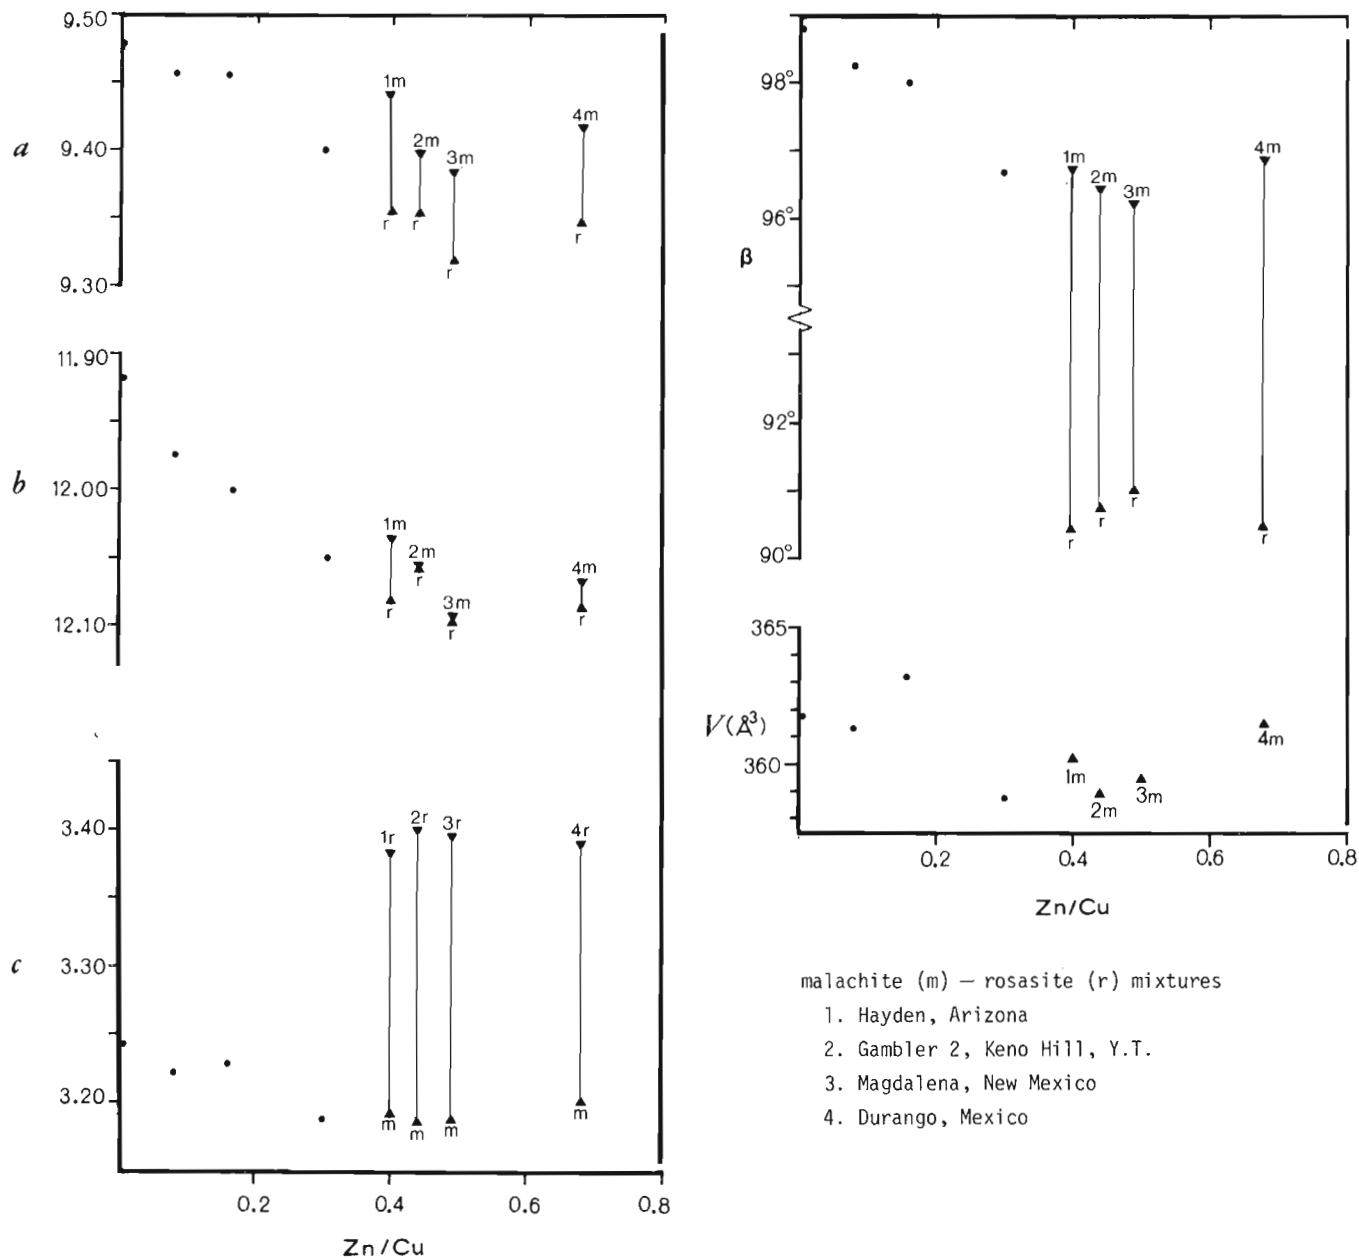 9.50
a
9.40
9.30
1m
2m
3m
4m
r
r
r
r
11.90
b
12.00
12.10
1m
2m
3m
4m
r
r
r
r
3.40
c
3.30
3.20
1r
2r
3r
4r
m
m
m
m
0.2
0.4
0.6
0.8
Zn/Cu
98°
96°
β
92°
90°
1m
2m
3m
4m
r
r
r
r
365
V(Å³)
360
1m
2m
3m
4m
0.2
0.4
0.6
0.8
Zn/Cu
malachite (m) — rosasite (r) mixtures
1. Hayden, Arizona
2. Gambler 2, Keno Hill, Y.T.
3. Magdalena, New Mexico
4. Durango, Mexico